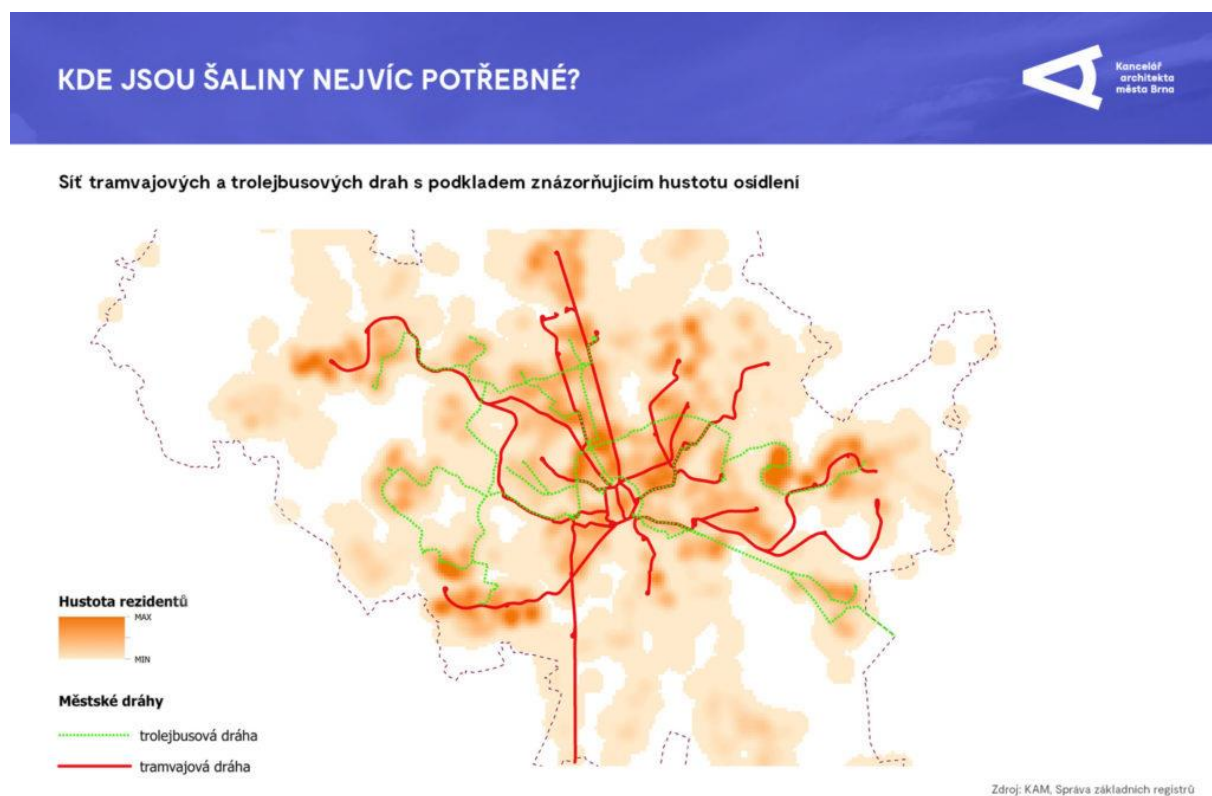 KDE JSOU ŠALINY NEJVÍC POTŘEBNÉ?
Kancelář
architekta
města Brna
Síť tramvajových a trolejbusových drah s podkladem znázorňujícím hustotu osídlení
Hustota rezidentů
MAX
MIN
Městské dráhy
trolejbusová dráha
tramvajová dráha
Zdroj: KAM, Správa základních registrů